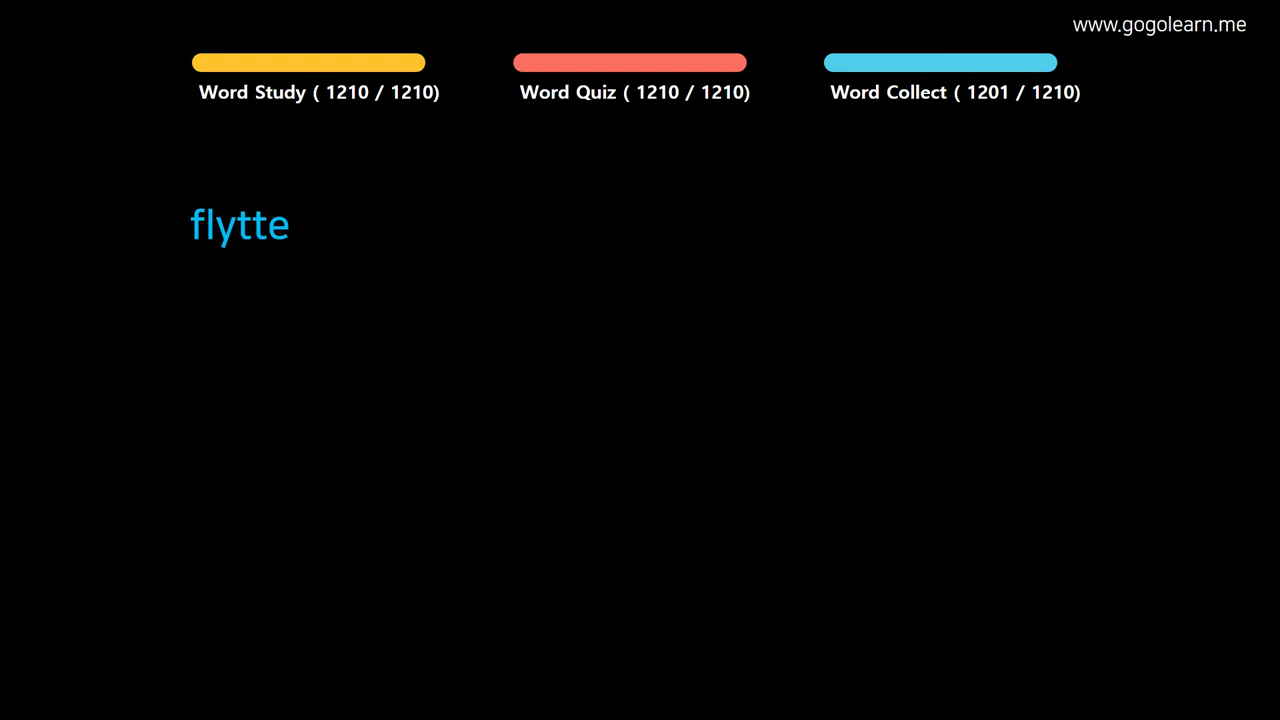 www.gogolearn.me
Word Study ( 1210 / 1210)
Word Quiz ( 1210 / 1210)
Word Collect ( 1201 / 1210)
flytte